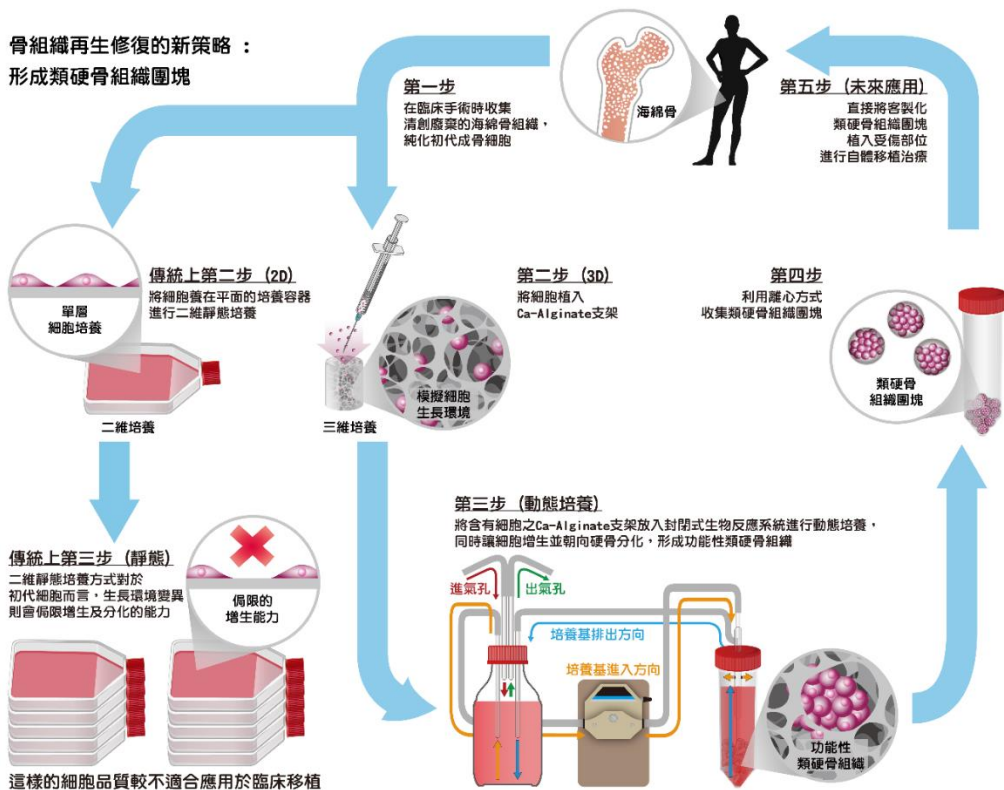 骨組織再生修復的新策略 :
形成類硬骨組織團塊
第一步
在臨床手術時收集
清創廢棄的海綿骨組織,
純化初代成骨細胞
海綿骨
第五步 (未來應用)
直接將客製化
類硬骨組織團塊
植入受傷部位
進行自體移植治療
單層
細胞培養
傳統上第二步 (2D)
將細胞養在平面的培養容器
進行二維靜態培養
二維培養
模擬細胞
生長環境
三維培養
第二步 (3D)
將細胞植入
Ca-Alginate支架
第四步
利用離心方式
收集類硬骨組織團塊
類硬骨
組織團塊
傳統上第三步 (靜態)
二維靜態培養方式對於
初代細胞而言,生長環境變異
則會侷限增生及分化的能力
侷限的
增生能力
這樣的細胞品質較不適合應用於臨床移植
第三步 (動態培養)
將含有細胞之Ca-Alginate支架放入封閉式生物反應系統進行動態培養,
同時讓細胞增生並朝向硬骨分化,形成功能性類硬骨組織
進氣孔
出氣孔
培養基排出方向
培養基進入方向
功能性
類硬骨組織